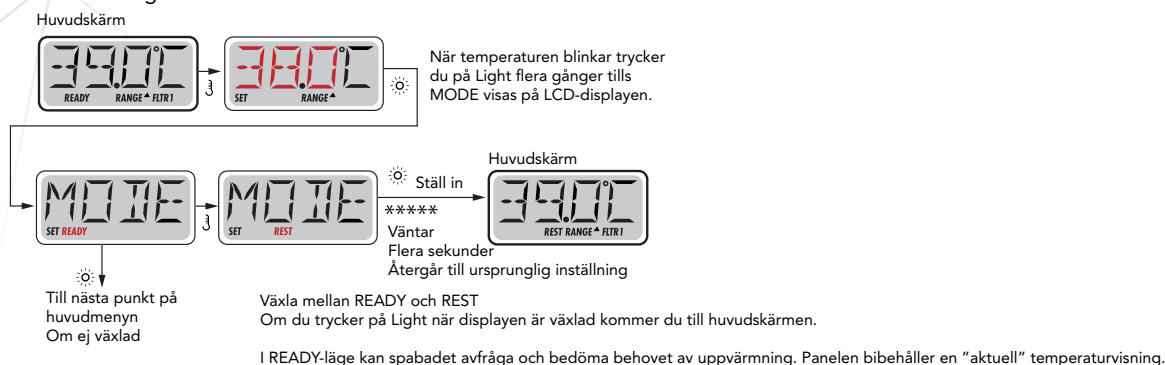 Huvudskärm
39.0°C
READY RANGE FLTR1
38.0°C
SET RANGE
När temperaturen blinkar trycker
du på Light flera gånger tills
MODE visas på LCD-displayen.
MODE
SET READY
MODE
SET REST
Ställ in
*****
Väntar
Flera sekunder
Återgår till ursprunglig inställning
Huvudskärm
39.0°C
REST RANGE FLTR1
Till nästa punkt på
huvudmenyn
Om ej växlad
Växla mellan READY och REST
Om du trycker på Light när displayen är växlad kommer du till huvudskärmen.
I READY-läge kan spabadet avfråga och bedöma behovet av uppvärmning. Panelen bibehåller en ”aktuell” temperaturvisning.